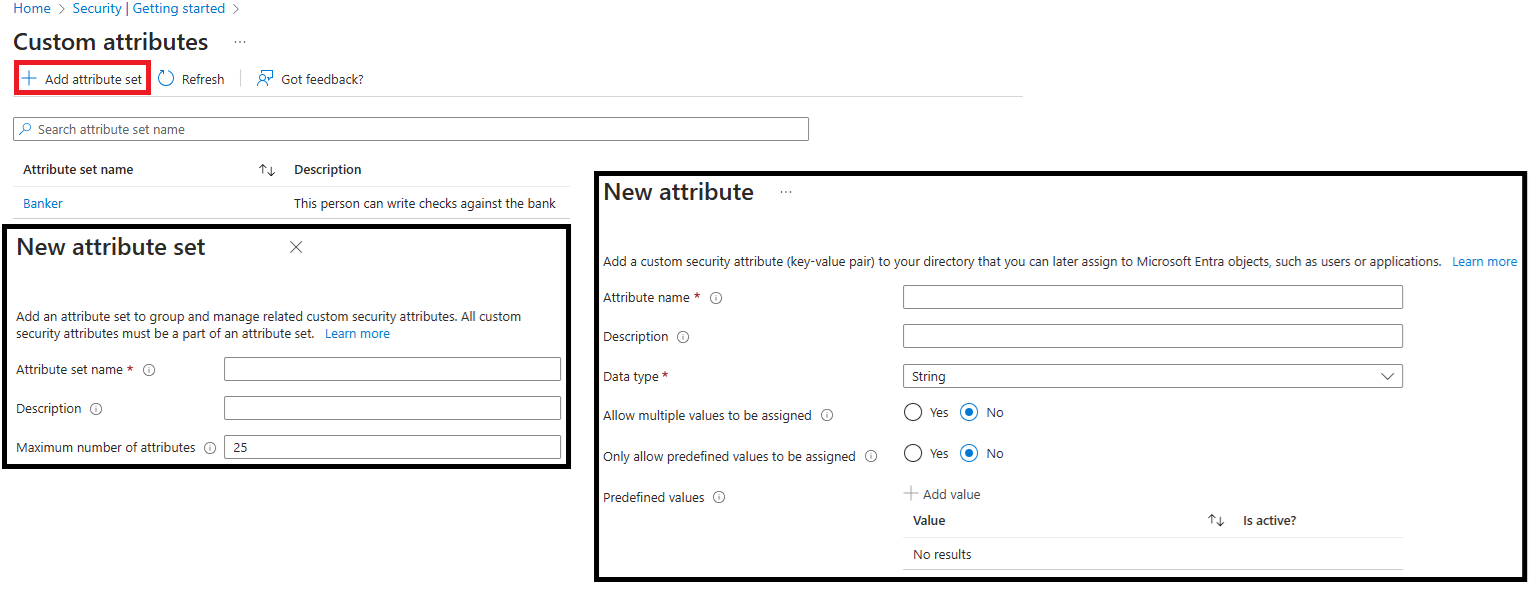 Home > Security | Getting started >
Custom attributes ...
Add attribute set Refresh Got feedback?
Search attribute set name
Attribute set name Description
Banker This person can write checks against the bank
New attribute set
Add an attribute set to group and manage related custom security attributes. All custom
security attributes must be a part of an attribute set. Learn more
Attribute set name *
Description
Maximum number of attributes 25
New attribute ...
Add a custom security attribute (key-value pair) to your directory that you can later assign to Microsoft Entra objects, such as users or applications. Learn more
Attribute name *
Description
Data type * String
Allow multiple values to be assigned Yes No
Only allow predefined values to be assigned Yes No
Predefined values Add value
Value Is active?
No results